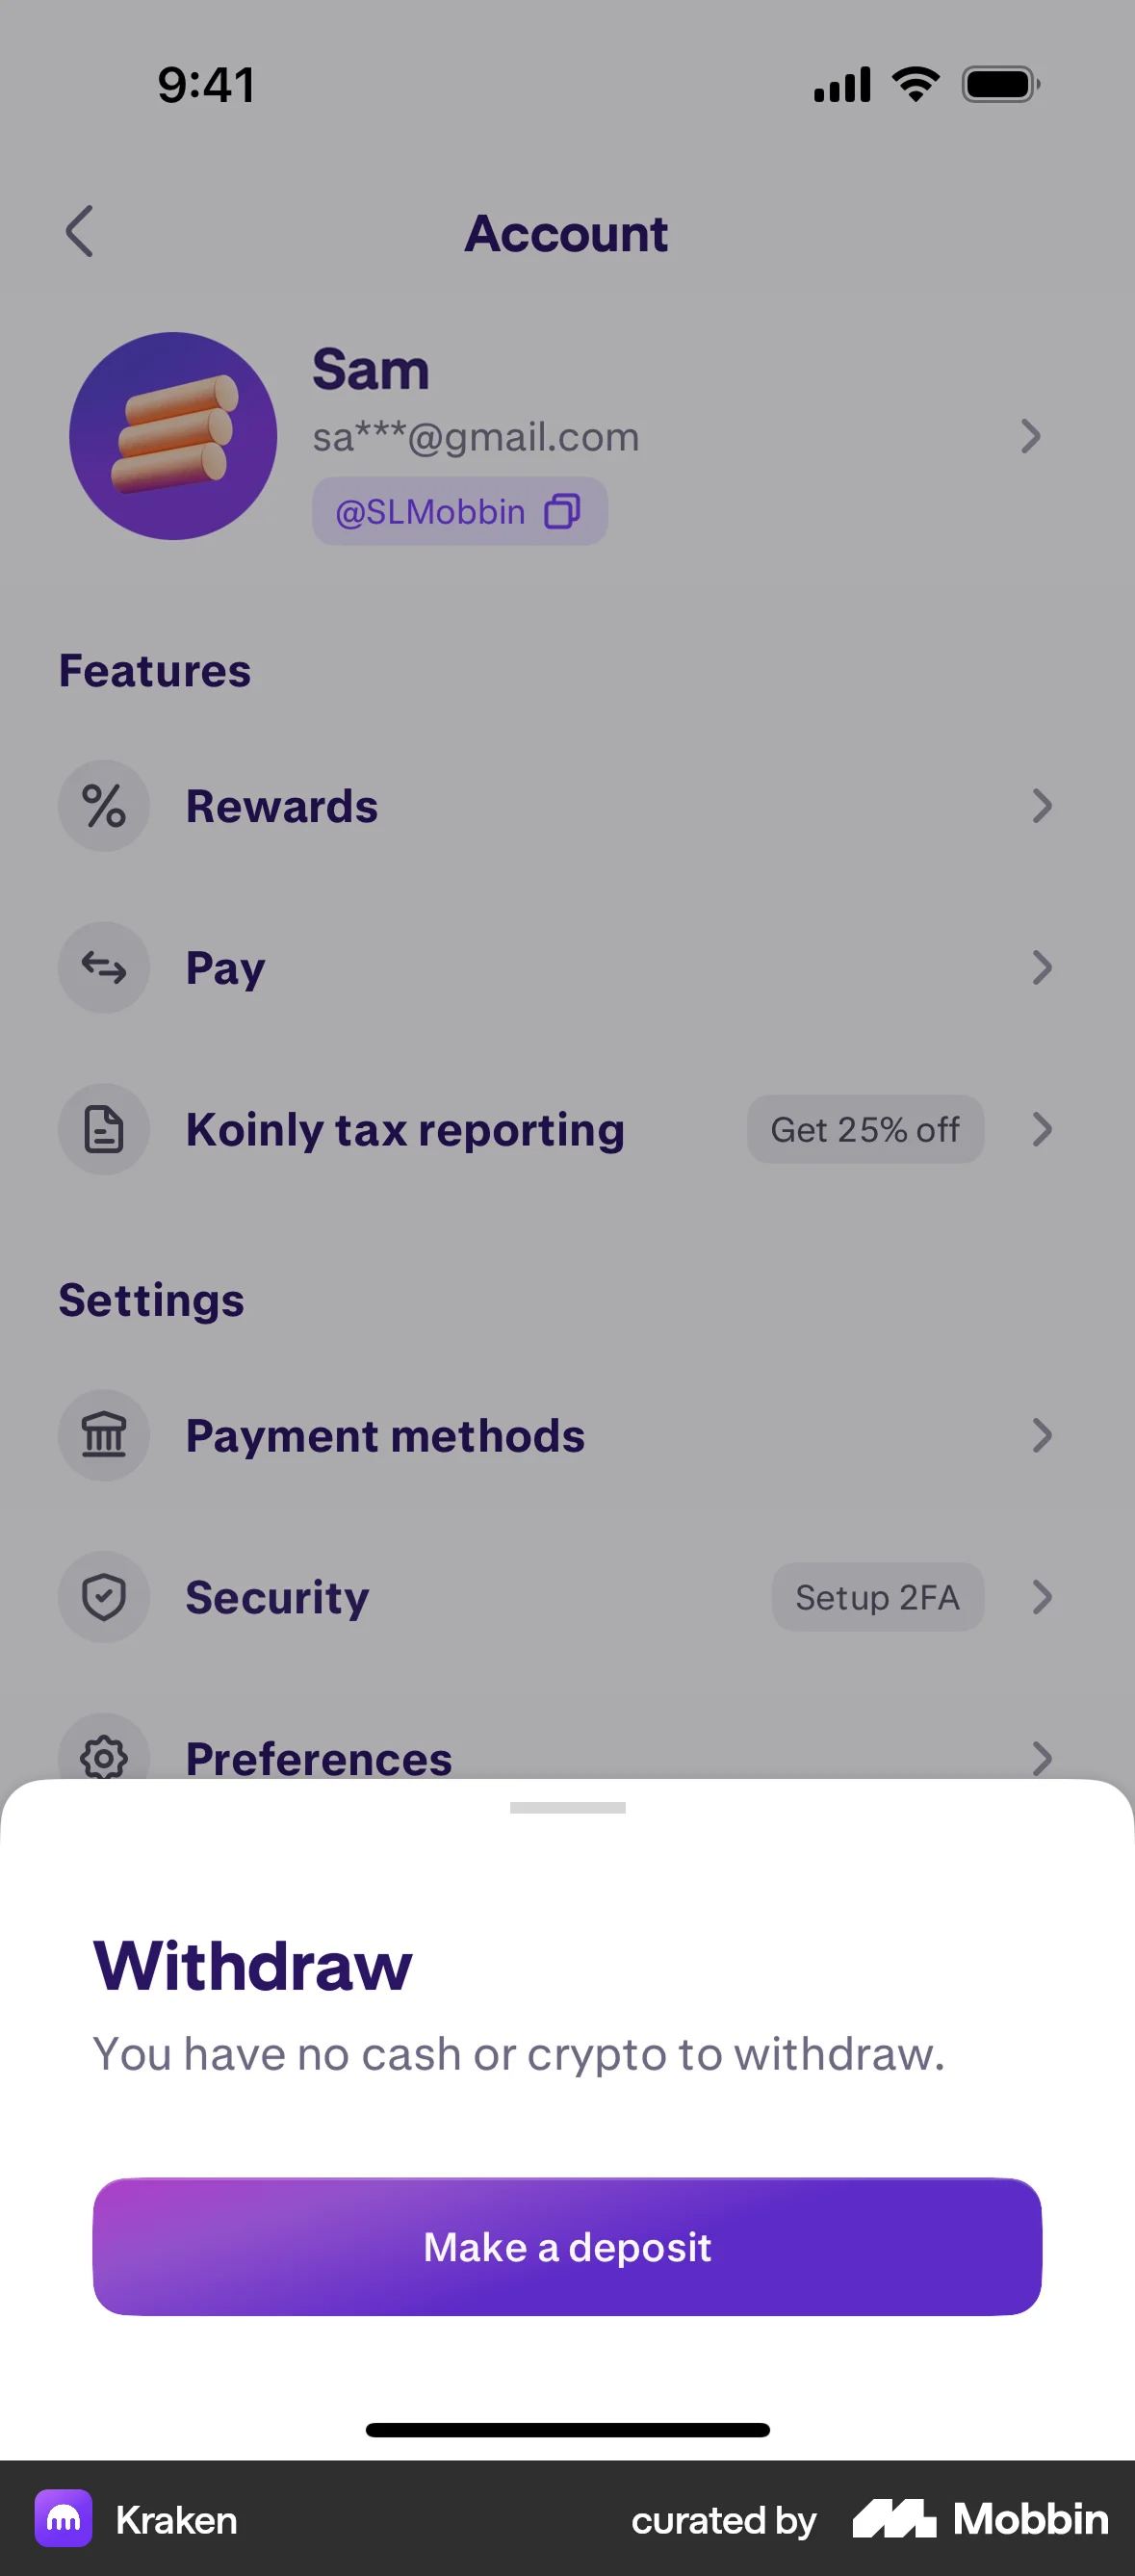 9:41
Account
Sam
sa***@gmail.com
@SLMobbin
Features
Rewards
Pay
Koinly tax reporting
Get 25% off
Settings
Payment methods
Security
Setup 2FA
Preferences
Withdraw
You have no cash or crypto to withdraw.
Make a deposit
Kraken
curated by Mobbin